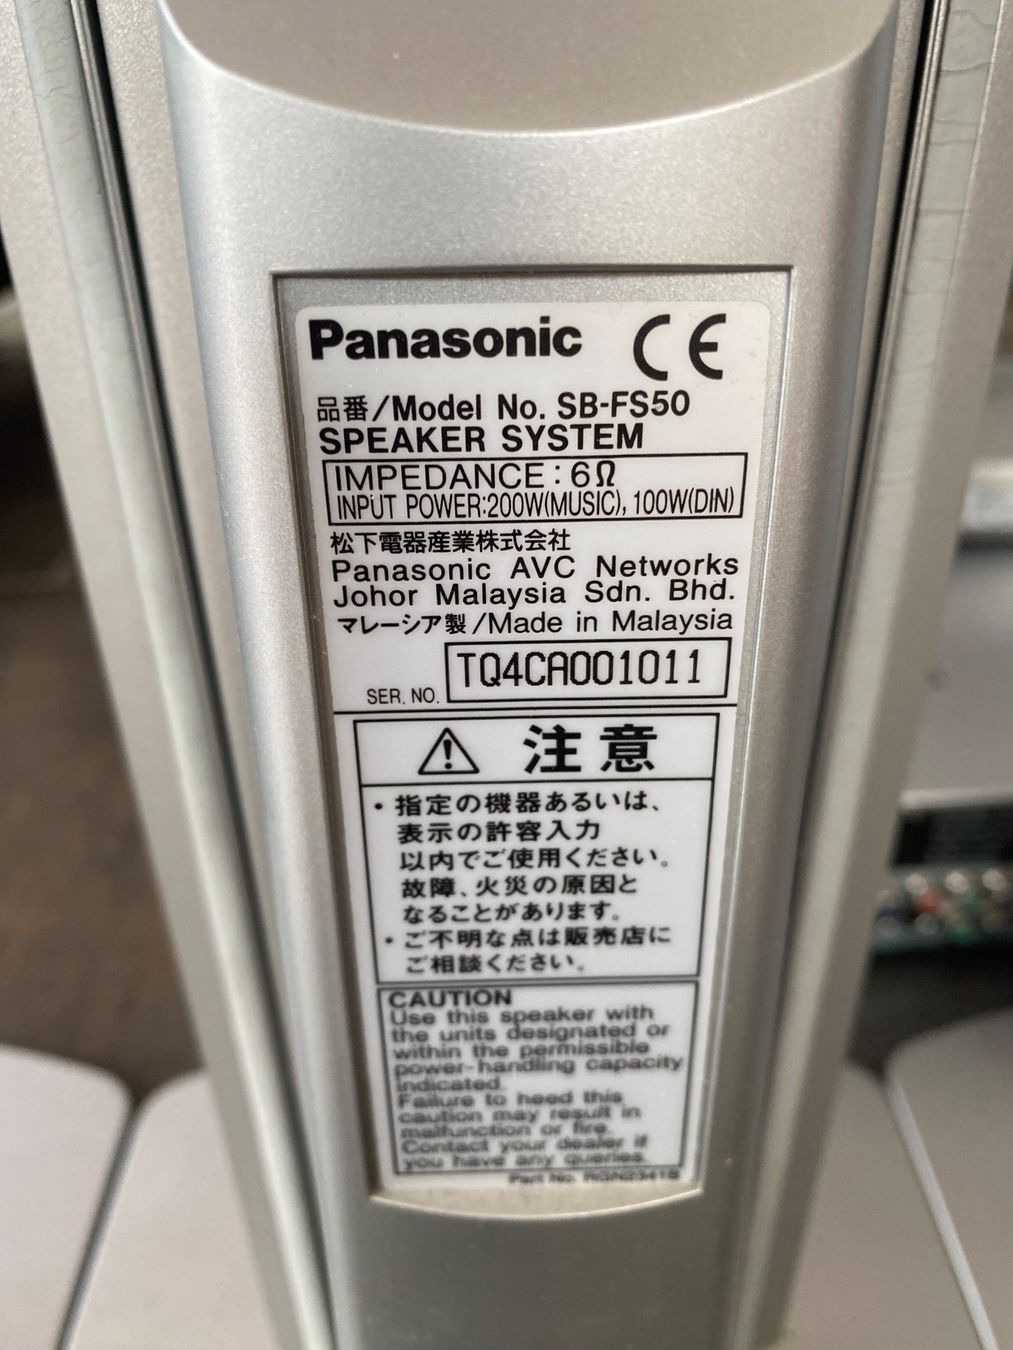 Panasonic CE
品番/Model No. SB-FS50
SPEAKER SYSTEM
IMPEDANCE : 6Ω
INPUT POWER:200W(MUSIC), 100W(DIN)
松下電器産業株式会社
Panasonic AVC Networks
Johor Malaysia Sdn. Bhd.
マレーシア製/Made in Malaysia
SER. NO. TQ4CA001011
注意
・指定の機器あるいは、
表示の許容入力
以内でご使用ください。
故障、火災の原因と
なることがあります。
・ご不明な点は販売店に
ご相談ください。
CAUTION
Use this speaker with
the units designated or
within the permissible
power-handling capacity
indicated.
Failure to heed this
caution may result in
malfunction or fire.
Contact your dealer if
you have any queries.
Part No. RGN2341B